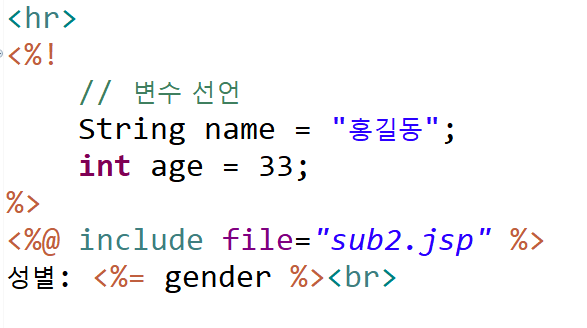 <hr>
<%!
// 변수 선언
String name = "홍길동";
int age = 33;
%>
<%@ include file="sub2.jsp" %>
성별: <%= gender %><br>